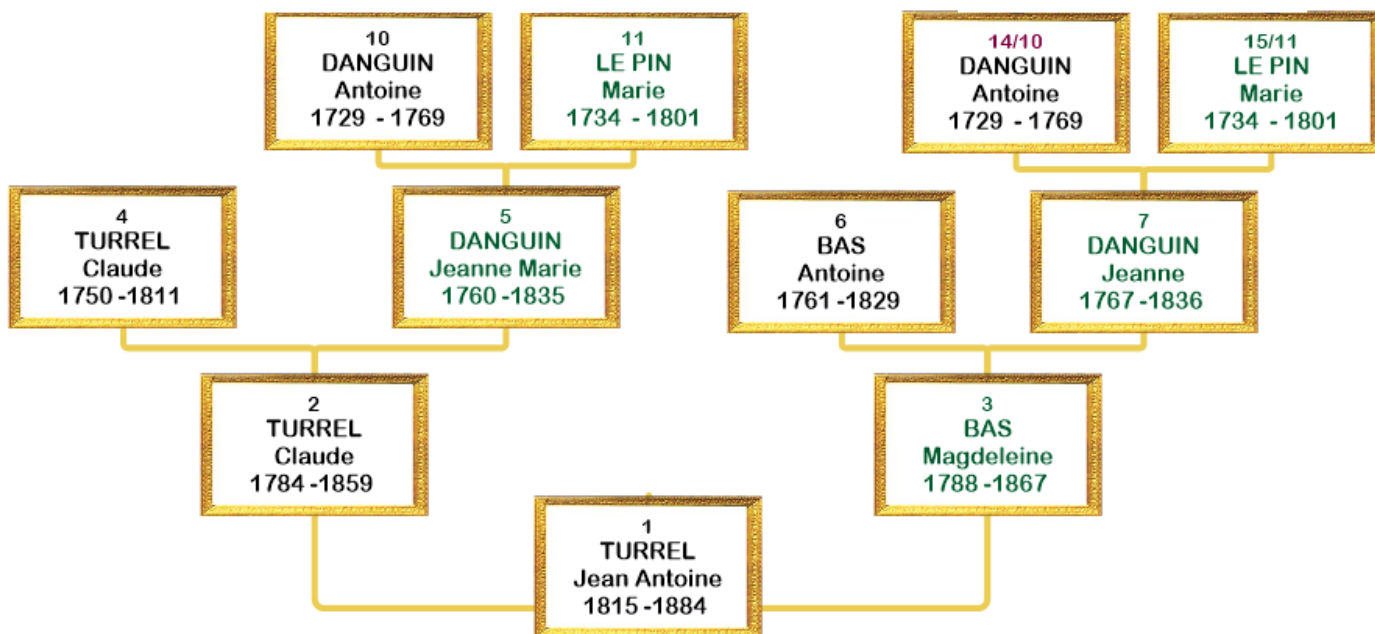 10
DANGUIN
Antoine
1729 - 1769
11
LE PIN
Marie
1734 - 1801
14/10
DANGUIN
Antoine
1729 - 1769
15/11
LE PIN
Marie
1734 - 1801
4
TURREL
Claude
1750 -1811
5
DANGUIN
Jeanne Marie
1760 -1835
6
BAS
Antoine
1761 -1829
7
DANGUIN
Jeanne
1767 -1836
2
TURREL
Claude
1784 -1859
3
BAS
Magdeleine
1788 -1867
1
TURREL
Jean Antoine
1815 -1884